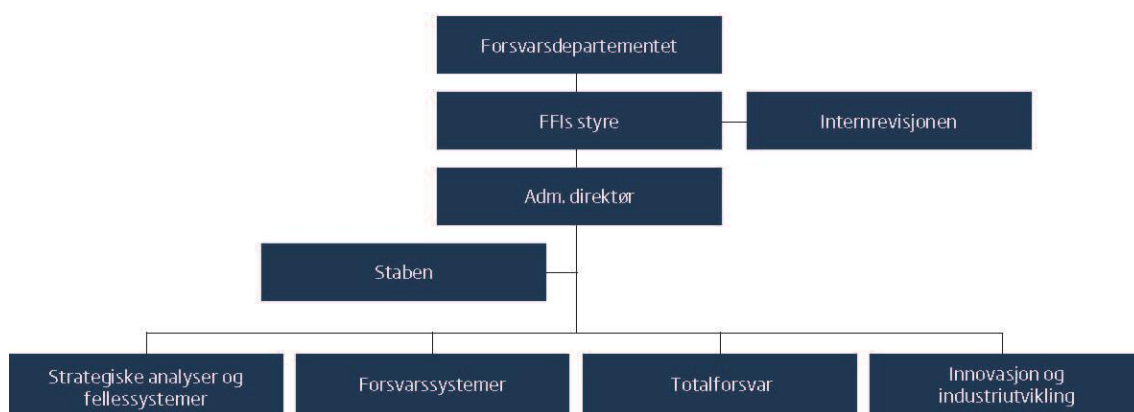 Forsvarsdepartementet
FFIs styre
Internrevisjonen
Adm. direktør
Staben
Strategiske analyser og
fellessystemer
Forsvarssystemer
Totalforsvar
Innovasjon og
industriutvikling